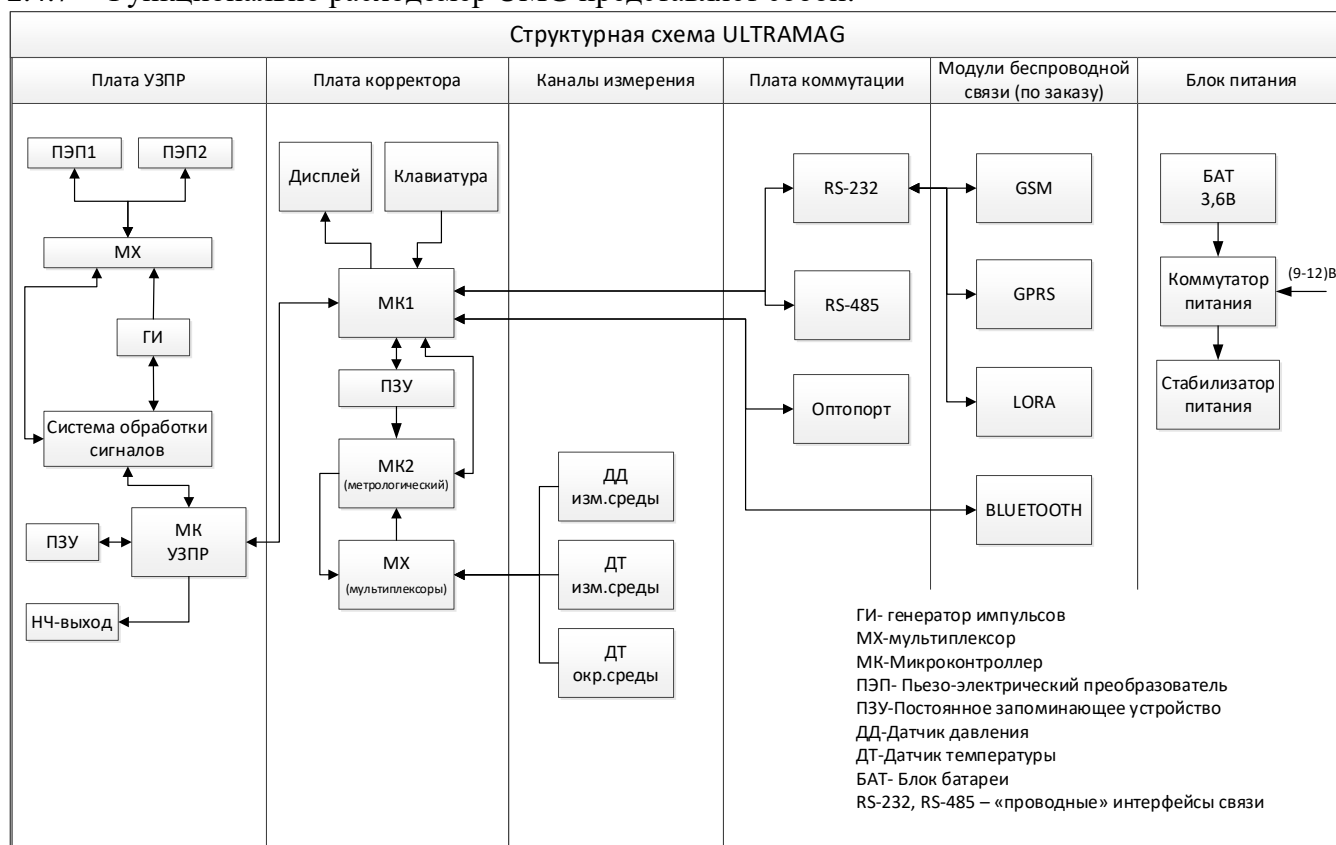 Структурная схема ULTRAMAG
Плата УЗПР
Плата корректора
Каналы измерения
Плата коммутации
Модули беспроводной
связи (по заказу)
Блок питания
ПЭП1
ПЭП2
МХ
ГИ
Система обработки
сигналов
ПЗУ
МК
УЗПР
НЧ-выход
Дисплей
Клавиатура
МК1
ПЗУ
МК2
(метрологический)
МХ
(мультиплексоры)
ДД
изм.среды
ДТ
изм.среды
ДТ
окр.среды
RS-232
RS-485
Оптопорт
GSM
GPRS
LORA
BLUETOOTH
БАТ
3,6В
Коммутатор
питания
(9-12)В
Стабилизатор
питания
ГИ- генератор импульсов
МХ-мультиплексор
МК-Микроконтроллер
ПЭП- Пьезо-электрический преобразователь
ПЗУ-Постоянное запоминающее устройство
ДД-Датчик давления
ДТ-Датчик температуры
БАТ- Блок батареи
RS-232, RS-485 – «проводные» интерфейсы связи